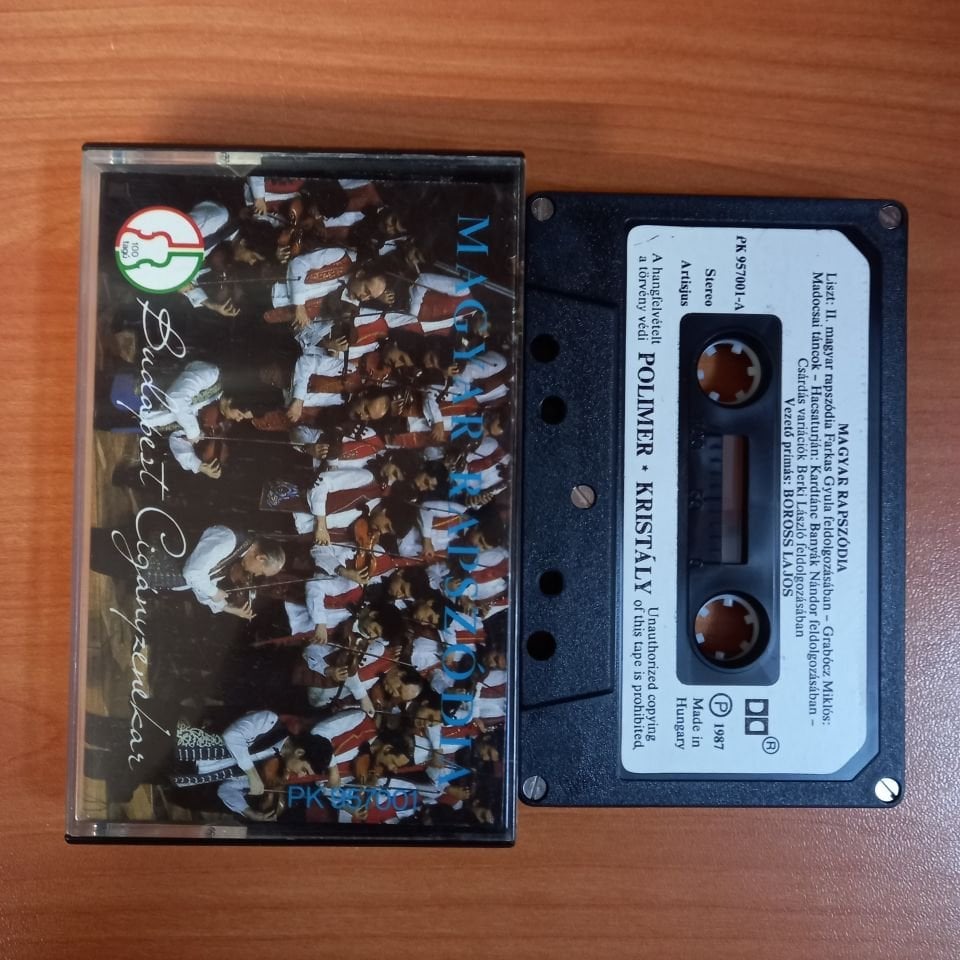 MAGYAR RAPSZÓDIA
100
tagú
Budapest Cigányzenekar
PK 957001
MAGYAR RAPSZÓDIA
Liszt: II. magyar rapszódia Farkas Gyula feldolgozásában – Grabócz Miklós:
Madocsai táncok – Hacsaturján: Kardtánc Banyák Nándor feldolgozásában –
Csárdás variációk Berki László feldolgozásában
Vezető prímás: BOROSS LAJOS
PK 957001-A
Stereo
Artisjus
® 
℗ 1987
Made in
Hungary
A hangfelvételt
a törvény védi
POLIMER • KRISTÁLY
Unauthorized copying
of this tape is prohibited